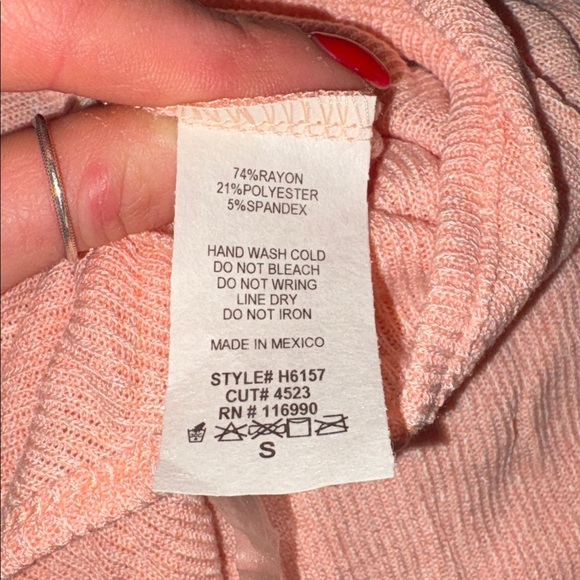 74%RAYON
21%POLYESTER
5%SPANDEX
HAND WASH COLD
DO NOT BLEACH
DO NOT WRING
LINE DRY
DO NOT IRON
MADE IN MEXICO
STYLE# H6157
CUT# 4523
RN # 116990
S